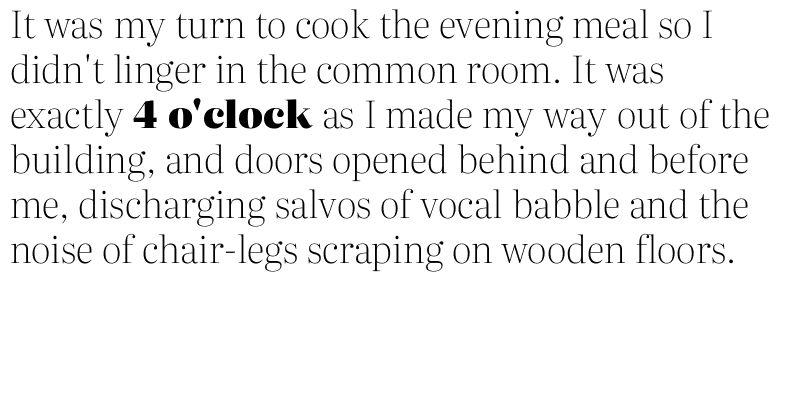 It was my turn to cook the evening meal so I
didn't linger in the common room. It was
exactly 4 o'clock as I made my way out of the
building, and doors opened behind and before
me, discharging salvos of vocal babble and the
noise of chair-legs scraping on wooden floors.